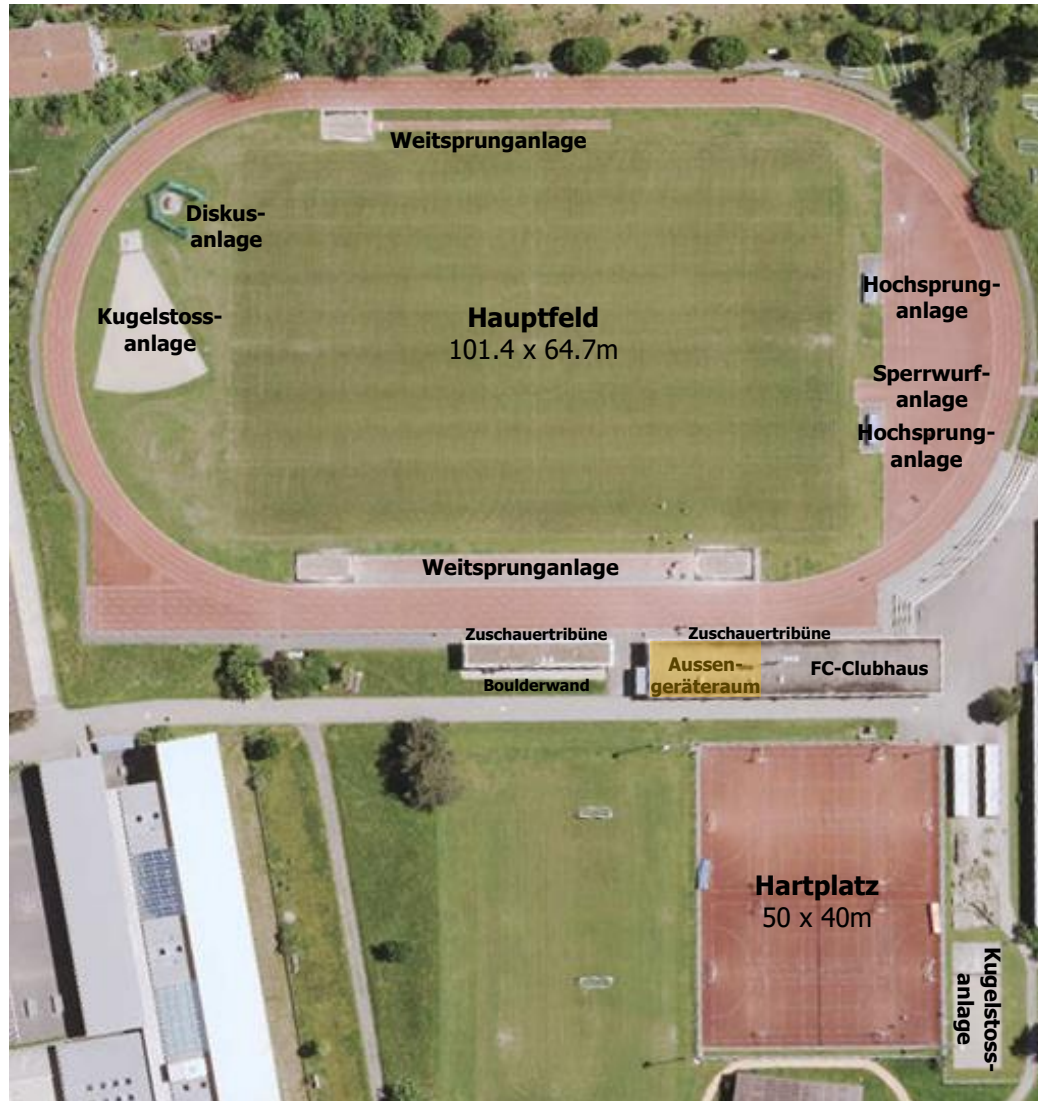 Weitsprunganlage
Diskus-
anlage
Hochsprung-
anlage
Kugelstoss-
anlage
Hauptfeld
101.4 x 64.7m
Sperrwurf-
anlage
Hochsprung-
anlage
Weitsprunganlage
Zuschauertribüne
Zuschauertribüne
Aussen-
geräteraum
FC-Clubhaus
Boulderwand
Hartplatz
50 x 40m
Kugelstoss-
anlage